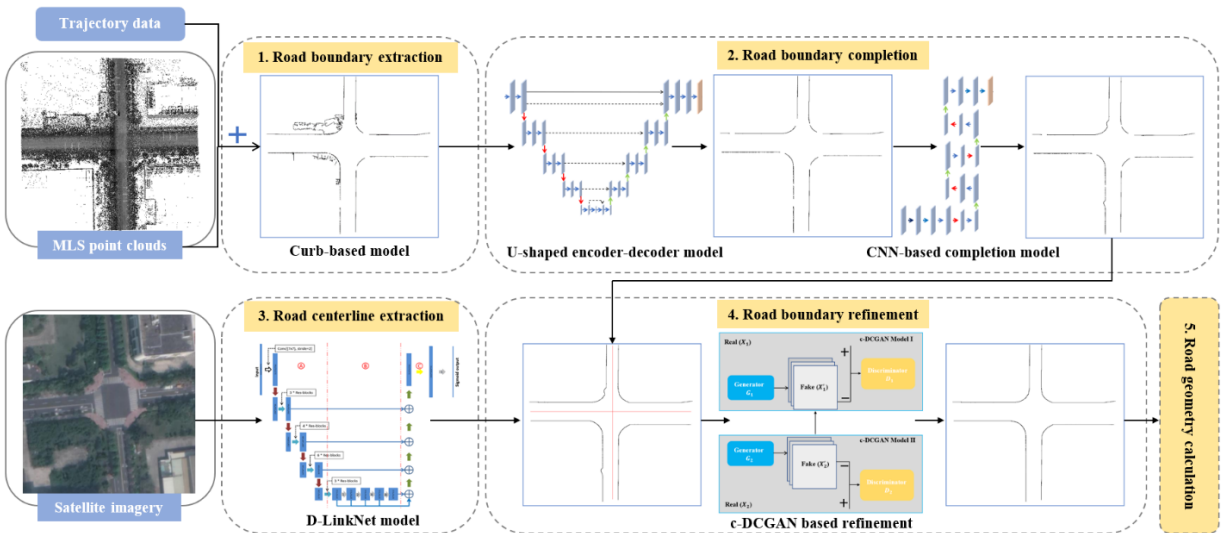 Trajectory data
MLS point clouds
1. Road boundary extraction
Curb-based model
2. Road boundary completion
U-shaped encoder-decoder model
CNN-based completion model
Satellite imagery
3. Road centerline extraction
Input
A
B
C
Sigmoid output
D-LinkNet model
4. Road boundary refinement
Real (X₁)
c-DCGAN Model I
Generator
G₁
Fake (X₁')
Discriminator
D₁
c-DCGAN Model II
Generator
G₂
Fake (X₂')
Discriminator
Real (X₂)
c-DCGAN based refinement
5. Road geometry calculation